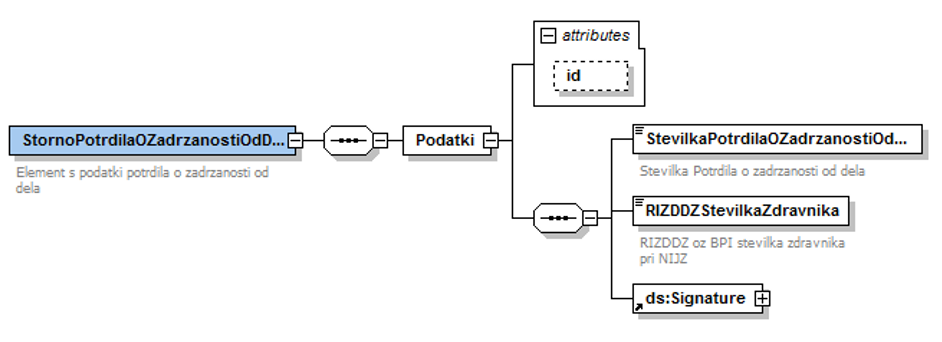 attributes
id
StornoPotrdilaOZadrzanostiOdD...
Element s podatki potrdila o zadrzanosti od
dela
Podatki
StevilkaPotrdilaOZadrzanostiOd...
Stevilka Potrdila o zadrzanosti od dela
RIZDDZStevilkaZdravnika
RIZDDZ oz BPI stevilka zdravnika
pri NIJZ
ds:Signature